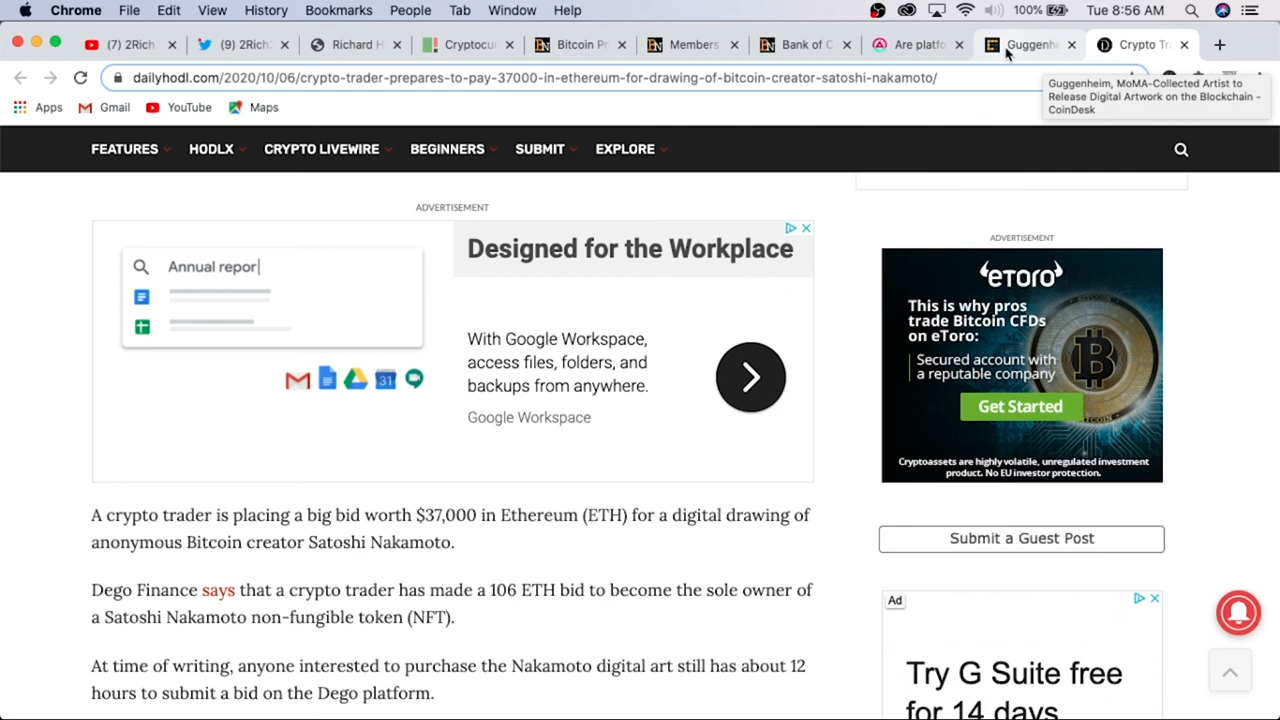 Chrome File Edit View History Bookmarks People Tab Window Help 100% Tue 8:56 AM
(7) 2Rich (9) 2Rich Richard H Cryptocu Bitcoin P Members Bank of C Are platfo Guggenhe Crypto Tr
dailyhodl.com/2020/10/06/crypto-trader-prepares-to-pay-37000-in-ethereum-for-drawing-of-bitcoin-creator-satoshi-nakamoto/
Guggenheim, MoMA-Collected Artist to
Release Digital Artwork on the Blockchain -
CoinDesk
Apps Gmail YouTube Maps
FEATURES HODLX CRYPTO LIVEWIRE BEGINNERS SUBMIT EXPLORE
ADVERTISEMENT
Annual repor
Designed for the Workplace
With Google Workspace,
access files, folders, and
backups from anywhere.
Google Workspace
31
A crypto trader is placing a big bid worth $37,000 in Ethereum (ETH) for a digital drawing of
anonymous Bitcoin creator Satoshi Nakamoto.
Dego Finance says that a crypto trader has made a 106 ETH bid to become the sole owner of
a Satoshi Nakamoto non-fungible token (NFT).
At time of writing, anyone interested to purchase the Nakamoto digital art still has about 12
hours to submit a bid on the Dego platform.
ADVERTISEMENT
eToro
This is why pros
trade Bitcoin CFDs
on eToro:
Secured account with
a reputable company
Get Started
Cryptoassets are highly volatile, unregulated investment
product. No EU investor protection.
Submit a Guest Post
Ad
Try G Suite free
for 14 days